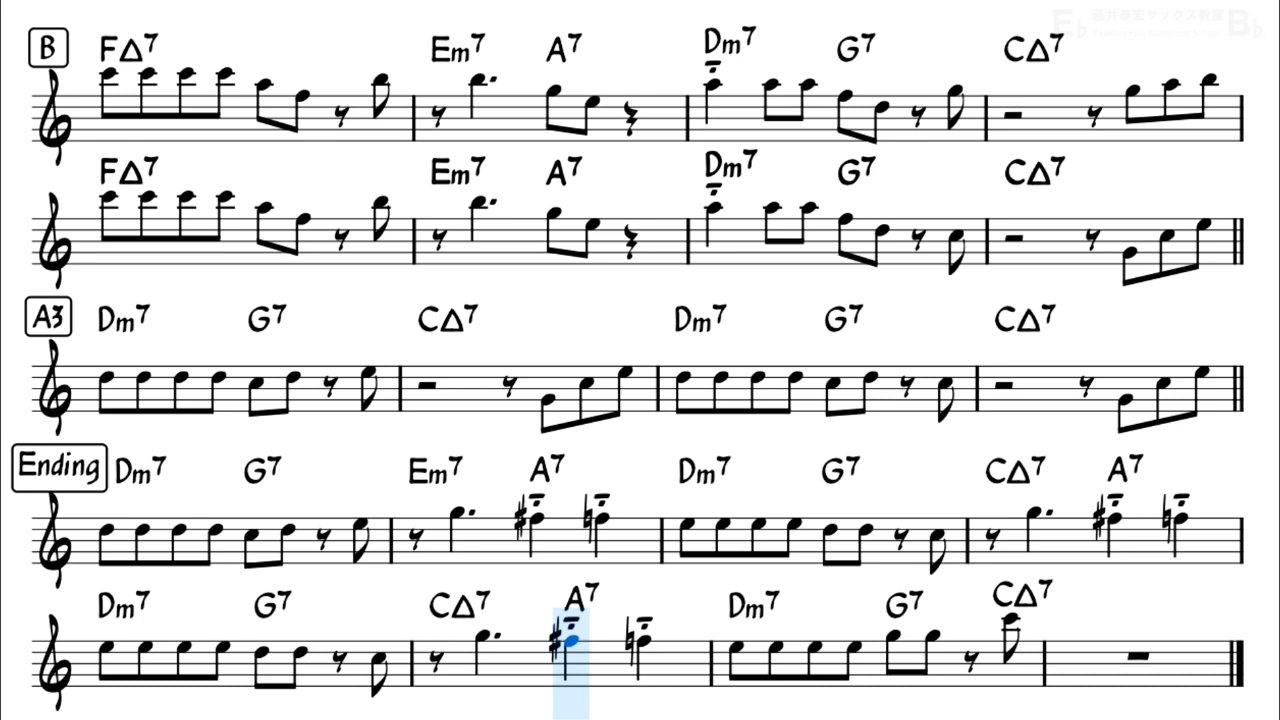 B FΔ7 Em7 A7 Dm7 G7 CΔ7
FΔ7 Em7 A7 Dm7 G7 CΔ7
A3 Dm7 G7 CΔ7 Dm7 G7 CΔ7
Ending Dm7 G7 Em7 A7 Dm7 G7 CΔ7 A7
Dm7 G7 CΔ7 A7 Dm7 G7 CΔ7